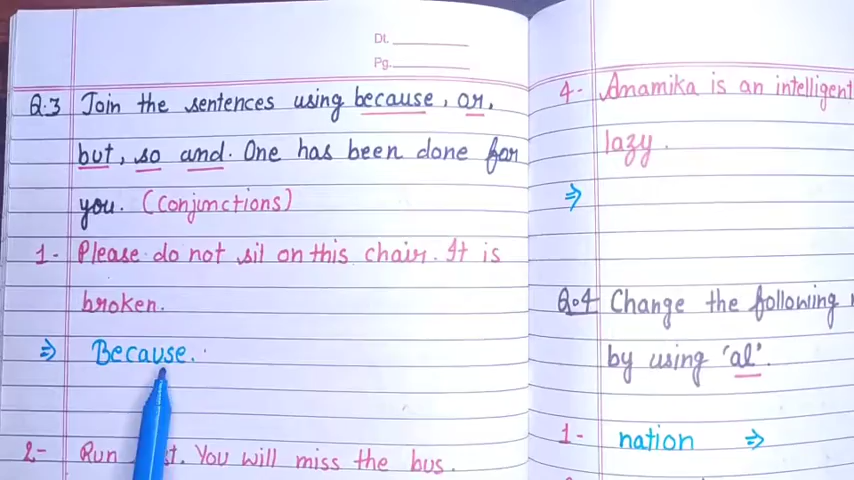 Dt.
Pg.
Q.3 Join the sentences using because, or,
but, so and. One has been done for
you. (Conjunctions)
1- Please do not sil on this chair. It is
broken.
⇒ Because.
2- Run t. You will miss the bus.
4- Anamika is an intelligent
lazy.
⇒
Q.4 Change the following
by using 'al'.
1- nation ⇒